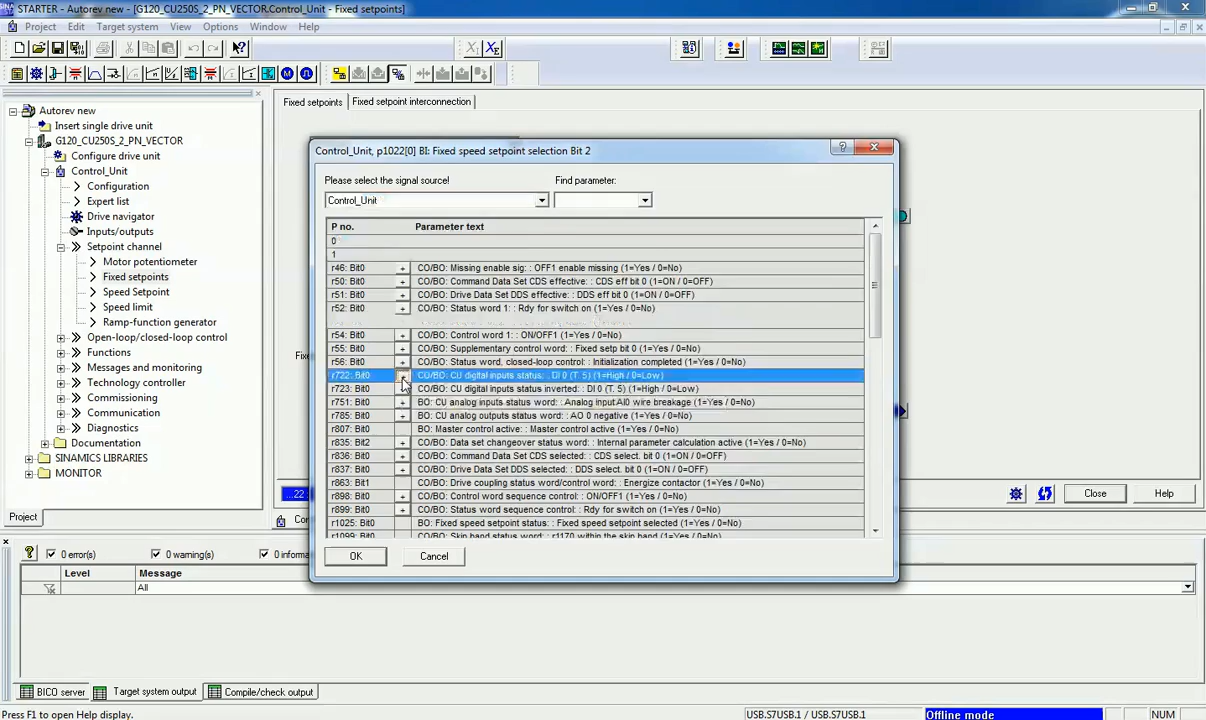 STARTER - Autorev new - [G120_CU250S_2_PN_VECTOR.Control_Unit - Fixed setpoints]
Project Edit Target system View Options Window Help
Autorev new
Insert single drive unit
G120_CU250S_2_PN_VECTOR
Configure drive unit
Control_Unit
Configuration
Expert list
Drive navigator
Inputs/outputs
Setpoint channel
Motor potentiometer
Fixed setpoints
Speed Setpoint
Speed limit
Ramp-function generator
Open-loop/closed-loop control
Functions
Messages and monitoring
Technology controller
Commissioning
Communication
Diagnostics
Documentation
SINAMICS LIBRARY
MONITOR
Project
Fixed setpoints Fixed setpoint interconnection
Control_Unit, p1022[0] BI: Fixed speed setpoint selection Bit 2
Please select the signal source! Find parameter:
Control_Unit
P no. Parameter text
0
1
r46: Bit0 + CO/BO: Missing enable sig: : OFF1 enable missing (1=Yes / 0=No)
r50: Bit0 + CO/BO: Command Data Set CDS effective: : CDS eff bit 0 (1=ON / 0=OFF)
r51: Bit0 + CO/BO: Drive Data Set DDS effective: : DDS eff bit 0 (1=ON / 0=OFF)
r52: Bit0 + CO/BO: Status word 1: : Rdy for switch on (1=Yes / 0=No)
r54: Bit0 + CO/BO: Control word 1: : ON/OFF1 (1=Yes / 0=No)
r55: Bit0 + CO/BO: Supplementary control word: : Fixed setp bit 0 (1=Yes / 0=No)
r56: Bit0 + CO/BO: Status word, closed-loop control: : Initialization completed (1=Yes / 0=No)
r722: Bit0 CO/BO: CU digital inputs status: : DI 0 (T. 5) (1=High / 0=Low)
r723: Bit0 CO/BO: CU digital inputs status inverted: : DI 0 (T. 5) (1=High / 0=Low)
r751: Bit0 + BO: CU analog inputs status word: : Analog input AI0 wire breakage (1=Yes / 0=No)
r785: Bit0 + BO: CU analog outputs status word: : AO 0 negative (1=Yes / 0=No)
r807: Bit0 BO: Master control active: : Master control active (1=Yes / 0=No)
r835: Bit2 + CO/BO: Data set changeover status word: : Internal parameter calculation active (1=Yes / 0=No)
r836: Bit0 + CO/BO: Command Data Set CDS selected: : CDS select. bit 0 (1=ON / 0=OFF)
r837: Bit0 + CO/BO: Drive Data Set DDS selected: : DDS select. bit 0 (1=ON / 0=OFF)
r863: Bit1 CO/BO: Drive coupling status word/control word: : Energize contactor (1=Yes / 0=No)
r898: Bit0 + CO/BO: Control word sequence control: : ON/OFF1 (1=Yes / 0=No)
r899: Bit0 + CO/BO: Status word sequence control: : Rdy for switch on (1=Yes / 0=No)
r1025: Bit0 BO: Fixed speed setpoint status: : Fixed speed setpoint selected (1=Yes / 0=No)
r1099: Bit0 CO/BO: Skip band status word: : r1170 within the skip band (1=Yes / 0=No)
OK Cancel
...22
Close Help
0 error(s) 0 warning(s)
Level Message
All
BICO server Target system output Compile/check output
Press F1 to open Help display. USB.S7USB.1 / USB.S7USB.1 Offline mode NUM